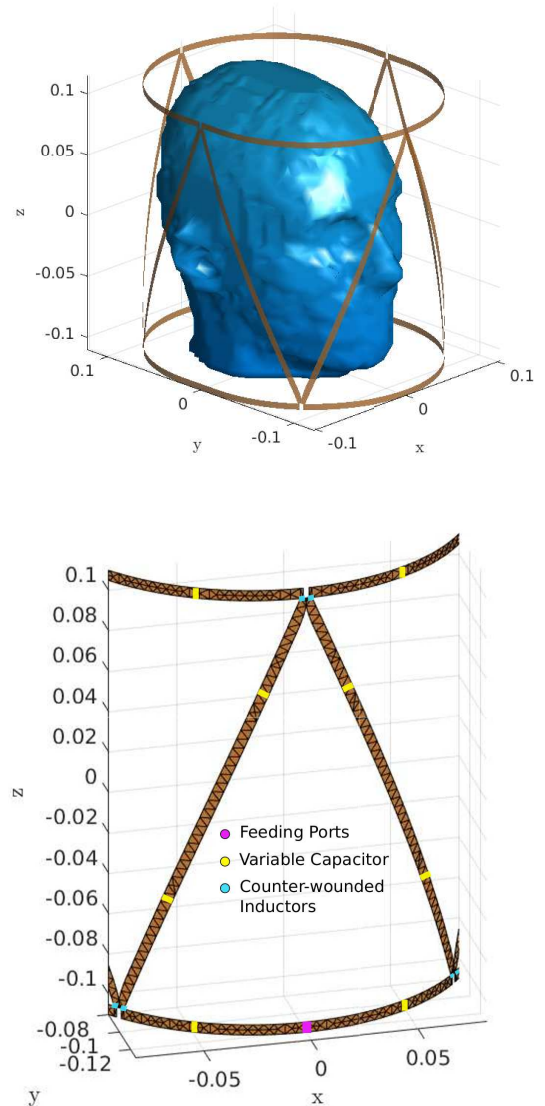 0.1
0.05
0
-0.05
-0.1
z
0.1
0
-0.1
y
0.1
0
-0.1
x
0.1
0.08
0.06
0.04
0.02
0
-0.02
-0.04
-0.06
-0.08
-0.1
z
Feeding Ports
Variable Capacitor
Counter-wounded
Inductors
-0.08
-0.1
-0.12
y
-0.05
0
0.05
x